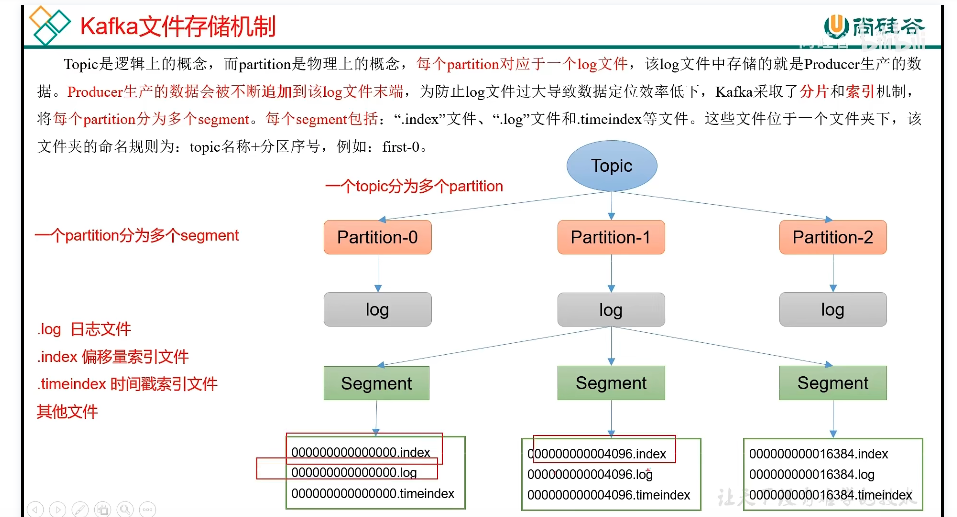 Kafka文件存储机制
尚硅谷
Topic是逻辑上的概念，而partition是物理上的概念，每个partition对应于一个log文件，该log文件中存储的就是Producer生产的数
据。Producer生产的数据会被不断追加到该log文件末端，为防止log文件过大导致数据定位效率低下，Kafka采取了分片和索引机制，
将每个partition分为多个segment。每个segment包括：“.index”文件、“.log”文件和.timeindex等文件。这些文件位于一个文件夹下，该
文件夹的命名规则为：topic名称+分区序号，例如：first-0。
Topic
一个topic分为多个partition
一个partition分为多个segment
Partition-0
Partition-1
Partition-2
log
log
log
.log 日志文件
.index 偏移量索引文件
.timeindex 时间戳索引文件
其他文件
Segment
Segment
Segment
000000000000000.index
000000000000000.log
000000000000000.timeindex
000000000004096.index
000000000004096.log
000000000004096.timeindex
000000000016384.index
000000000016384.log
000000000016384.timeindex